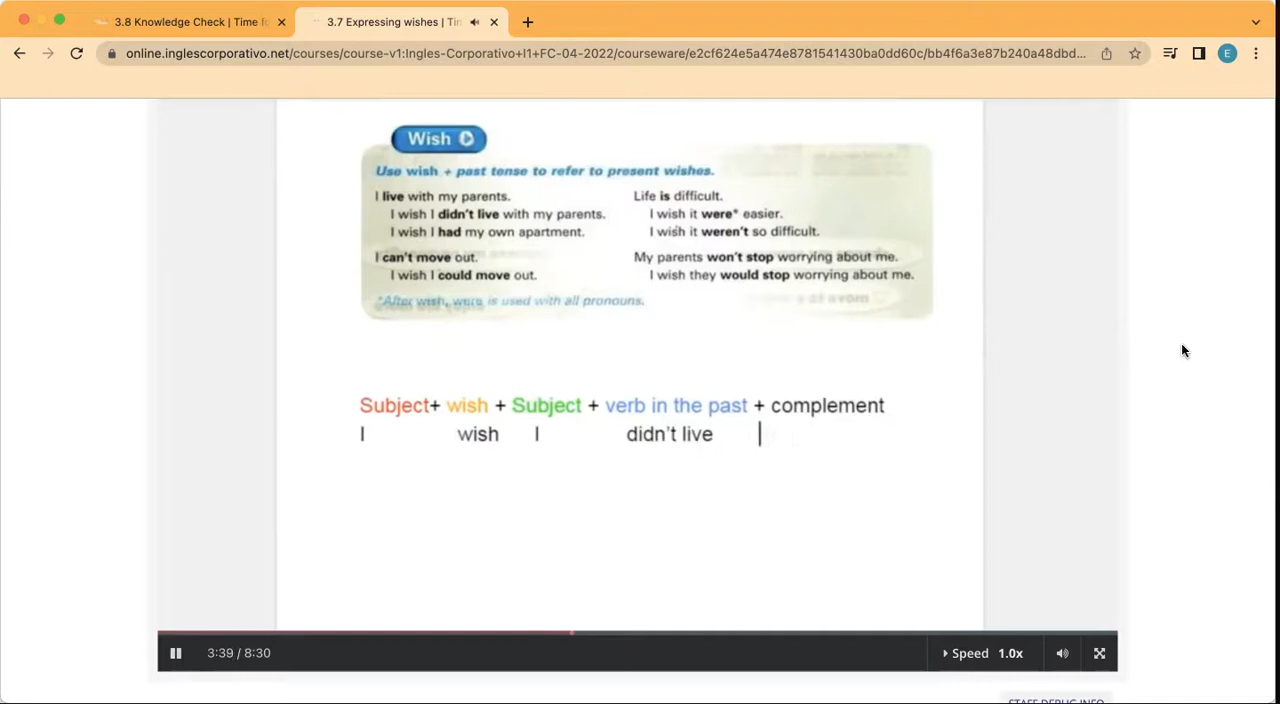 3.8 Knowledge Check | Time fo
3.7 Expressing wishes | Tin
online.inglescorporativo.net/courses/course-v1:Ingles-Corporativo+I1+FC-04-2022/courseware/e2cf624e5a474e8781541430ba0dd60c/bb4f6a3e87b240a48dbd...
E
Wish
Use wish + past tense to refer to present wishes.
I live with my parents.
I wish I didn't live with my parents.
I wish I had my own apartment.
I can't move out.
I wish I could move out.
Life is difficult.
I wish it were* easier.
I wish it weren't so difficult.
My parents won't stop worrying about me.
I wish they would stop worrying about me.
*After wish, were is used with all pronouns.
Subject+ wish + Subject + verb in the past + complement
I wish I didn't live
3:39 / 8:30
Speed 1.0x
STAFF DEBUG INFO